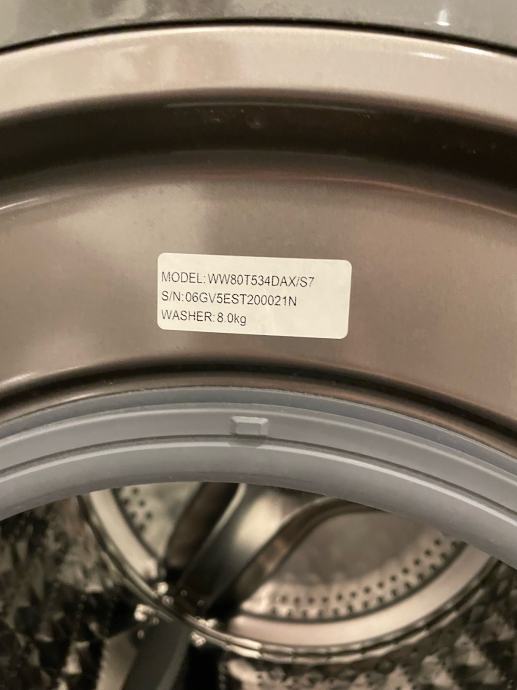 MODEL: WW80T534DAX/S7
S/N: 06GV5EST200021N
WASHER: 8.0kg